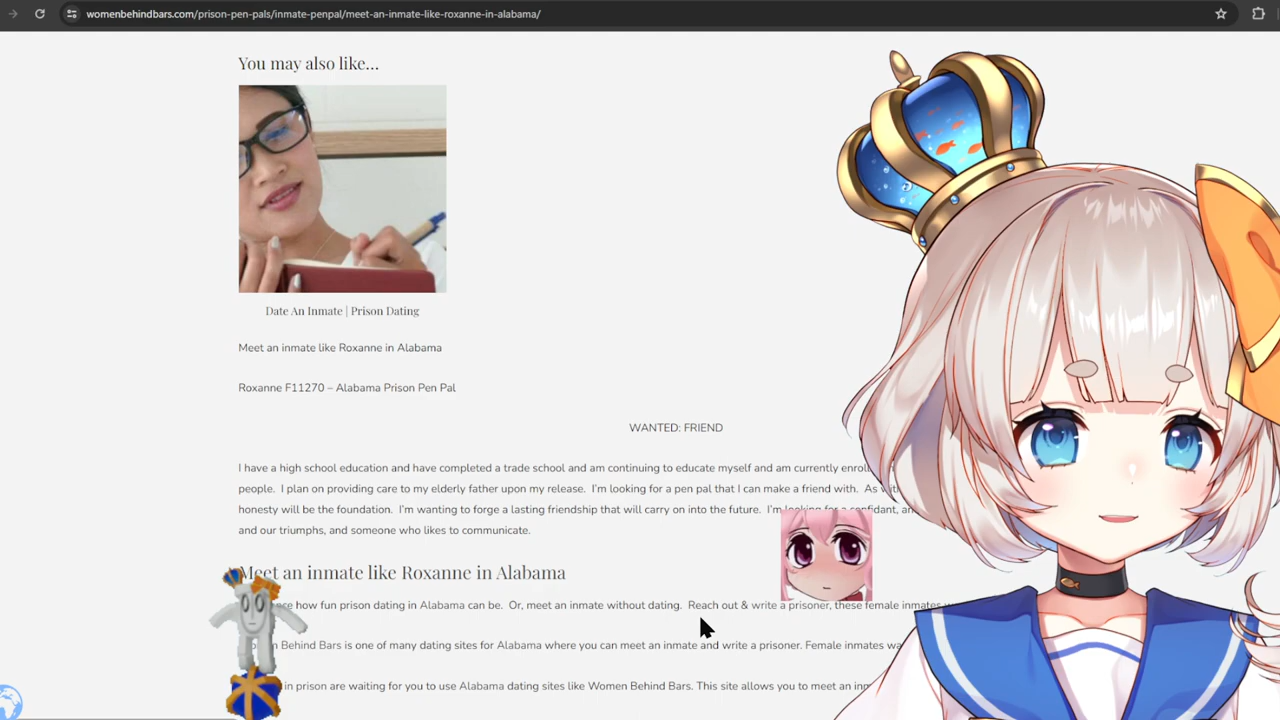 womenbehindbars.com/prison-pen-pals/inmate-penpal/meet-an-inmate-like-roxanne-in-alabama/
You may also like...
Date An Inmate | Prison Dating
Meet an inmate like Roxanne in Alabama
Roxanne F11270 – Alabama Prison Pen Pal
WANTED: FRIEND
I have a high school education and have completed a trade school and am continuing to educate myself and am currently
people.  I plan on providing care to my elderly father upon my release.  I'm looking for a pen pal that I can make a friend with.  As
honesty will be the foundation.  I'm wanting to forge a lasting friendship that will carry on into the future.  I'm looking for a confidant,
and our triumphs, and someone who likes to communicate.
Meet an inmate like Roxanne in Alabama
how fun prison dating in Alabama can be.  Or, meet an inmate without dating.  Reach out & write a prisoner, these female inmates
Behind Bars is one of many dating sites for Alabama where you can meet an inmate and write a prisoner. Female inmates
in prison are waiting for you to use Alabama dating sites like Women Behind Bars. This site allows you to meet an